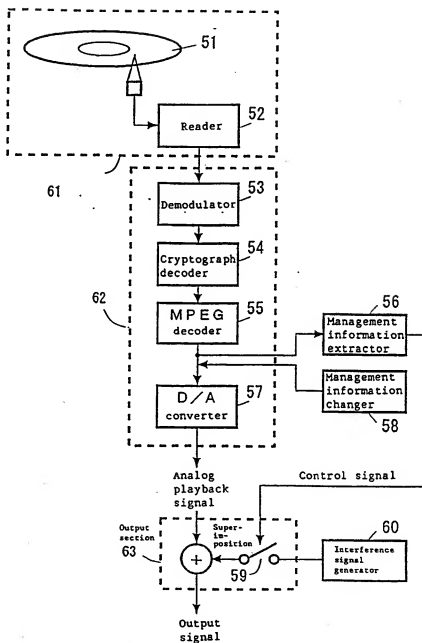 51
Reader
52
61
Demodulator
53
Cryptograph
decoder
54
MPEG
decoder
55
62
Management
information
extractor
56
D/A
converter
57
Management
information
changer
58
Analog
playback
signal
Control signal
Output
section
63
Super-
im-
position
+
59
Interference
signal
generator
60
Output
signal